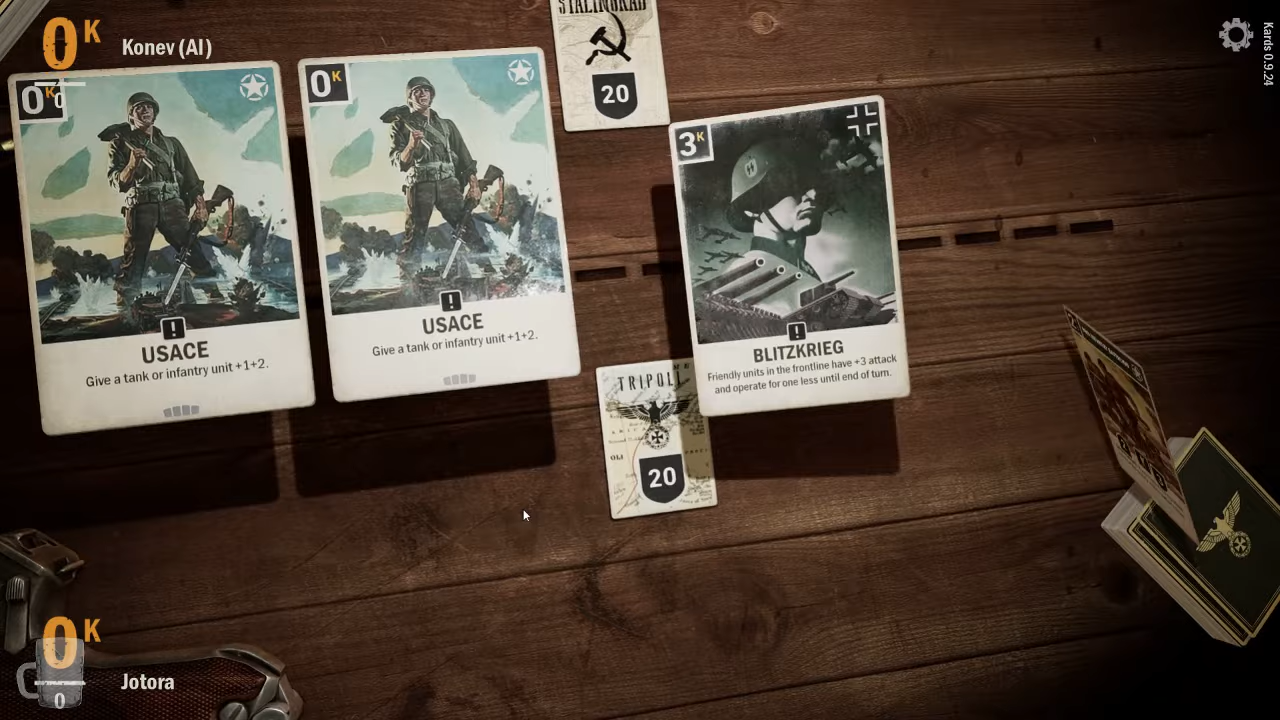 0K
Konev (AI)
Kards 0.9.24
STALINGRAD
20
0K
0
USACE
Give a tank or infantry unit +1+2.
0K
USACE
Give a tank or infantry unit +1+2.
3K
BLITZKRIEG
Friendly units in the frontline have +3 attack
and operate for one less until end of turn.
TRIPOLI
OLI
20
0K
0
Jotora